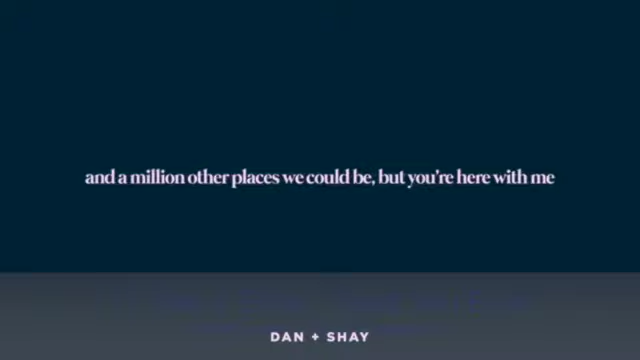 and a million other places we could be, but you're here with me
DAN + SHAY